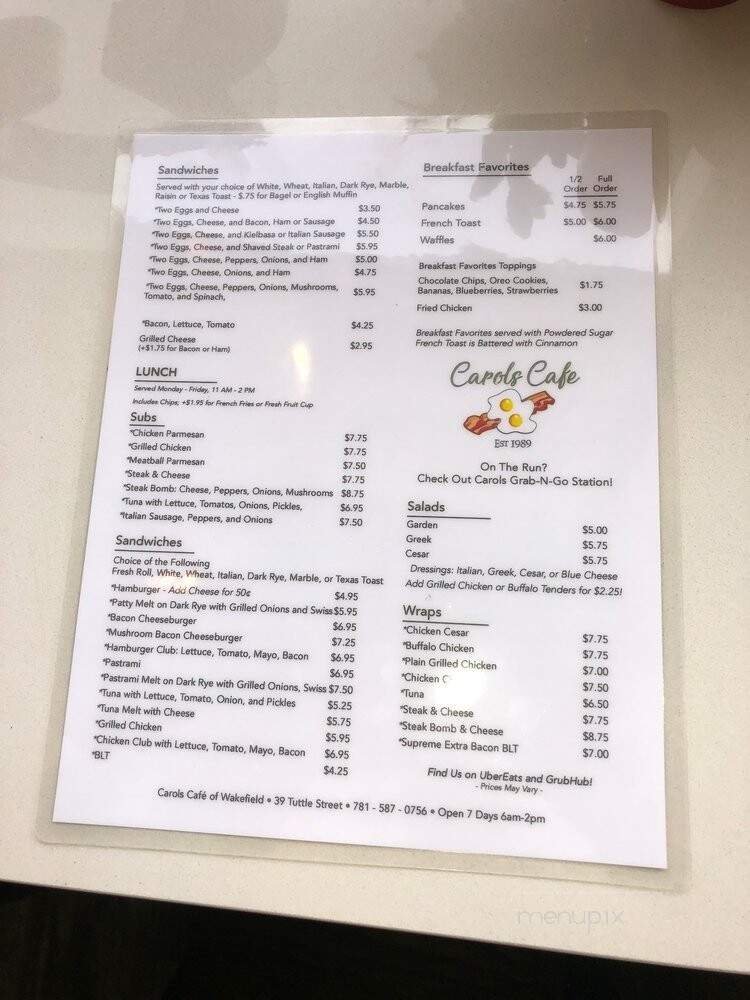 Sandwiches
Served with your choice of White, Wheat, Italian, Dark Rye, Marble,
Raisin or Texas Toast - $.75 for Bagel or English Muffin
*Two Eggs and Cheese $3.50
*Two Eggs, Cheese, and Bacon, Ham or Sausage $4.50
*Two Eggs, Cheese, and Kielbasa or Italian Sausage $5.50
*Two Eggs, Cheese, and Shaved Steak or Pastrami $5.95
*Two Eggs, Cheese, Peppers, Onions, and Ham $5.00
*Two Eggs, Cheese, Onions, and Ham $4.75
*Two Eggs, Cheese, Peppers, Onions, Mushrooms,
Tomato, and Spinach, $5.95
*Bacon, Lettuce, Tomato $4.25
Grilled Cheese
(+$1.75 for Bacon or Ham) $2.95
LUNCH
Served Monday - Friday, 11 AM - 2 PM
Includes Chips; +$1.95 for French Fries or Fresh Fruit Cup
Subs
*Chicken Parmesan $7.75
*Grilled Chicken $7.75
*Meatball Parmesan $7.50
*Steak & Cheese $7.75
*Steak Bomb: Cheese, Peppers, Onions, Mushrooms $8.75
*Tuna with Lettuce, Tomatos, Onions, Pickles, $6.95
*Italian Sausage, Peppers, and Onions $7.50
Sandwiches
Choice of the Following
Fresh Roll, White, Wheat, Italian, Dark Rye, Marble, or Texas Toast
*Hamburger - Add Cheese for 50¢ $4.95
*Patty Melt on Dark Rye with Grilled Onions and Swiss $5.95
*Bacon Cheeseburger $6.95
*Mushroom Bacon Cheeseburger $7.25
*Hamburger Club: Lettuce, Tomato, Mayo, Bacon $6.95
*Pastrami $6.95
*Pastrami Melt on Dark Rye with Grilled Onions, Swiss $7.50
*Tuna with Lettuce, Tomato, Onion, and Pickles $5.25
*Tuna Melt with Cheese $5.75
*Grilled Chicken $5.95
*Chicken Club with Lettuce, Tomato, Mayo, Bacon $6.95
*BLT $4.25
Breakfast Favorites
1/2 Full
Order Order
Pancakes $4.75 $5.75
French Toast $5.00 $6.00
Waffles $6.00
Breakfast Favorites Toppings
Chocolate Chips, Oreo Cookies,
Bananas, Blueberries, Strawberries $1.75
Fried Chicken $3.00
Breakfast Favorites served with Powdered Sugar
French Toast is Battered with Cinnamon
Carols Cafe
EST 1989
On The Run?
Check Out Carols Grab-N-Go Station!
Salads
Garden $5.00
Greek $5.75
Cesar $5.75
Dressings: Italian, Greek, Cesar, or Blue Cheese
Add Grilled Chicken or Buffalo Tenders for $2.25!
Wraps
*Chicken Cesar $7.75
*Buffalo Chicken $7.75
*Plain Grilled Chicken $7.00
*Chicken $7.50
*Tuna $6.50
*Steak & Cheese $7.75
*Steak Bomb & Cheese $8.75
*Supreme Extra Bacon BLT $7.00
Find Us on UberEats and GrubHub!
- Prices May Vary -
Carols Café of Wakefield • 39 Tuttle Street • 781 - 587 - 0756 • Open 7 Days 6am-2pm
menupix